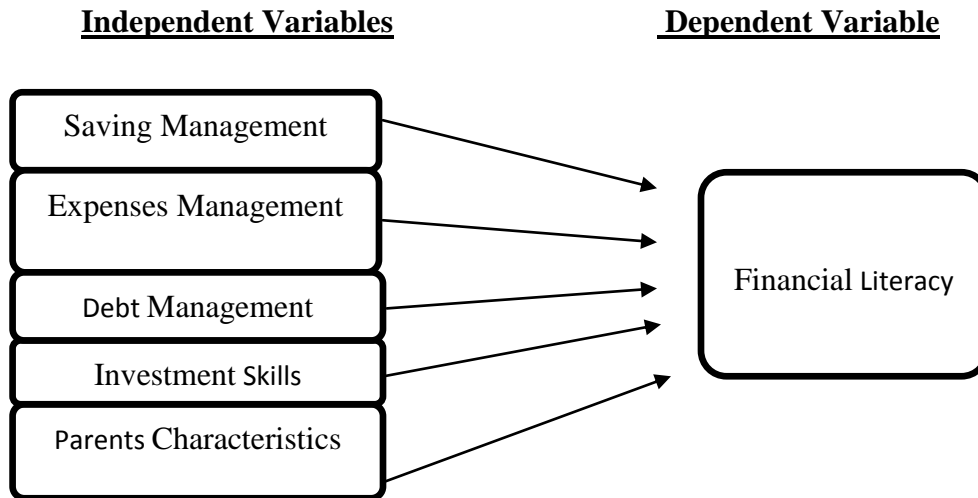 Independent Variables
Dependent Variable
Saving Management
Expenses Management
Debt Management
Investment Skills
Parents Characteristics
Financial Literacy